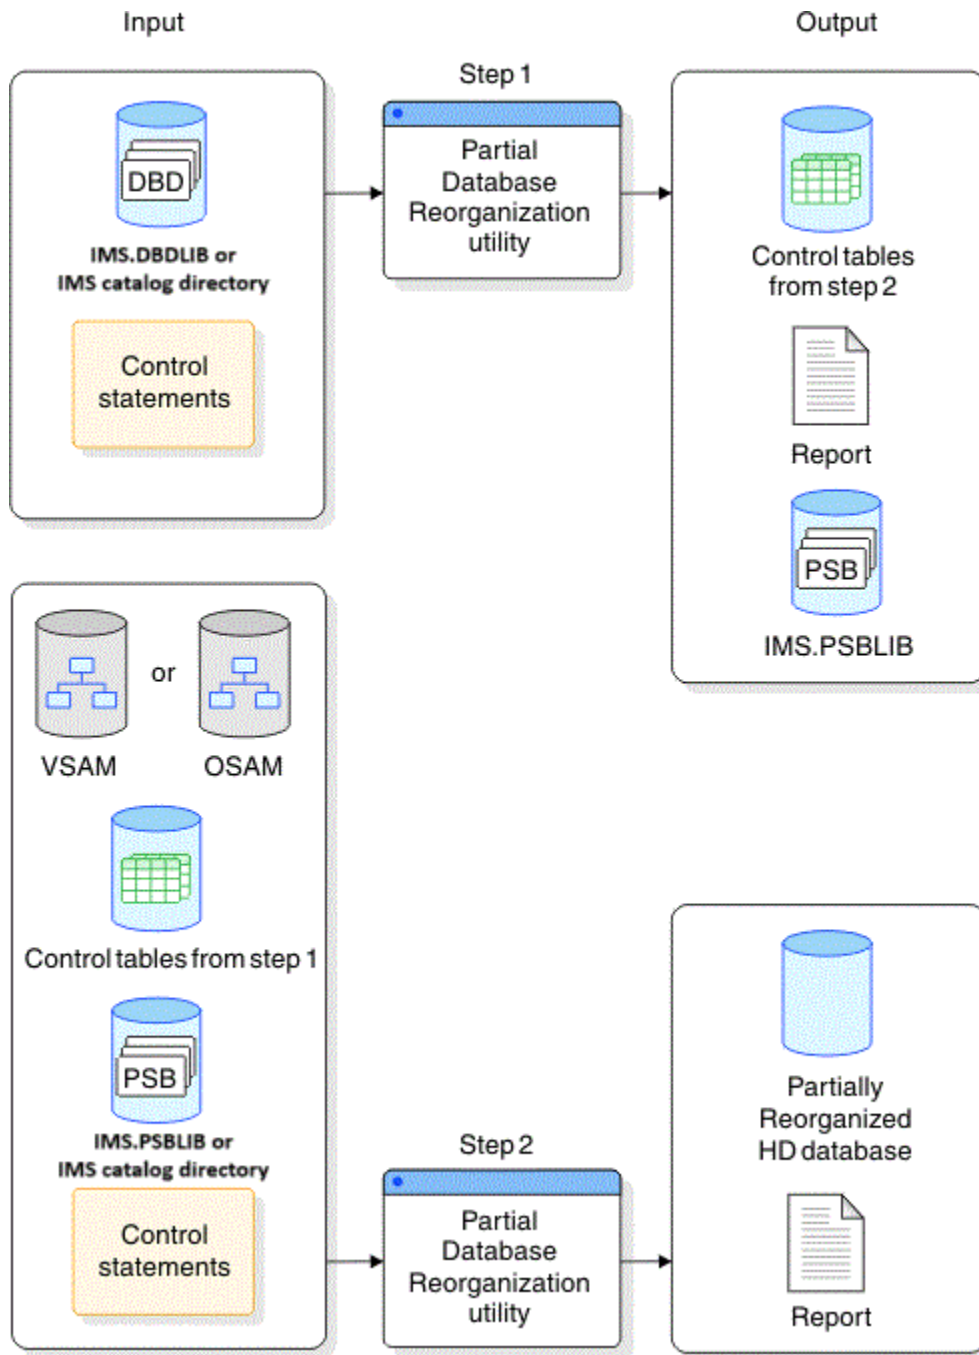 Input
Output
Step 1
DBD
IMS.DBDLIB or
IMS catalog directory
Control
statements
Partial
Database
Reorganization
utility
Control tables
from step 2
Report
PSB
IMS.PSBLIB
VSAM
or
OSAM
Control tables from step 1
PSB
IMS.PSBLIB or
IMS catalog directory
Control
statements
Step 2
Partial
Database
Reorganization
utility
Partially
Reorganized
HD database
Report